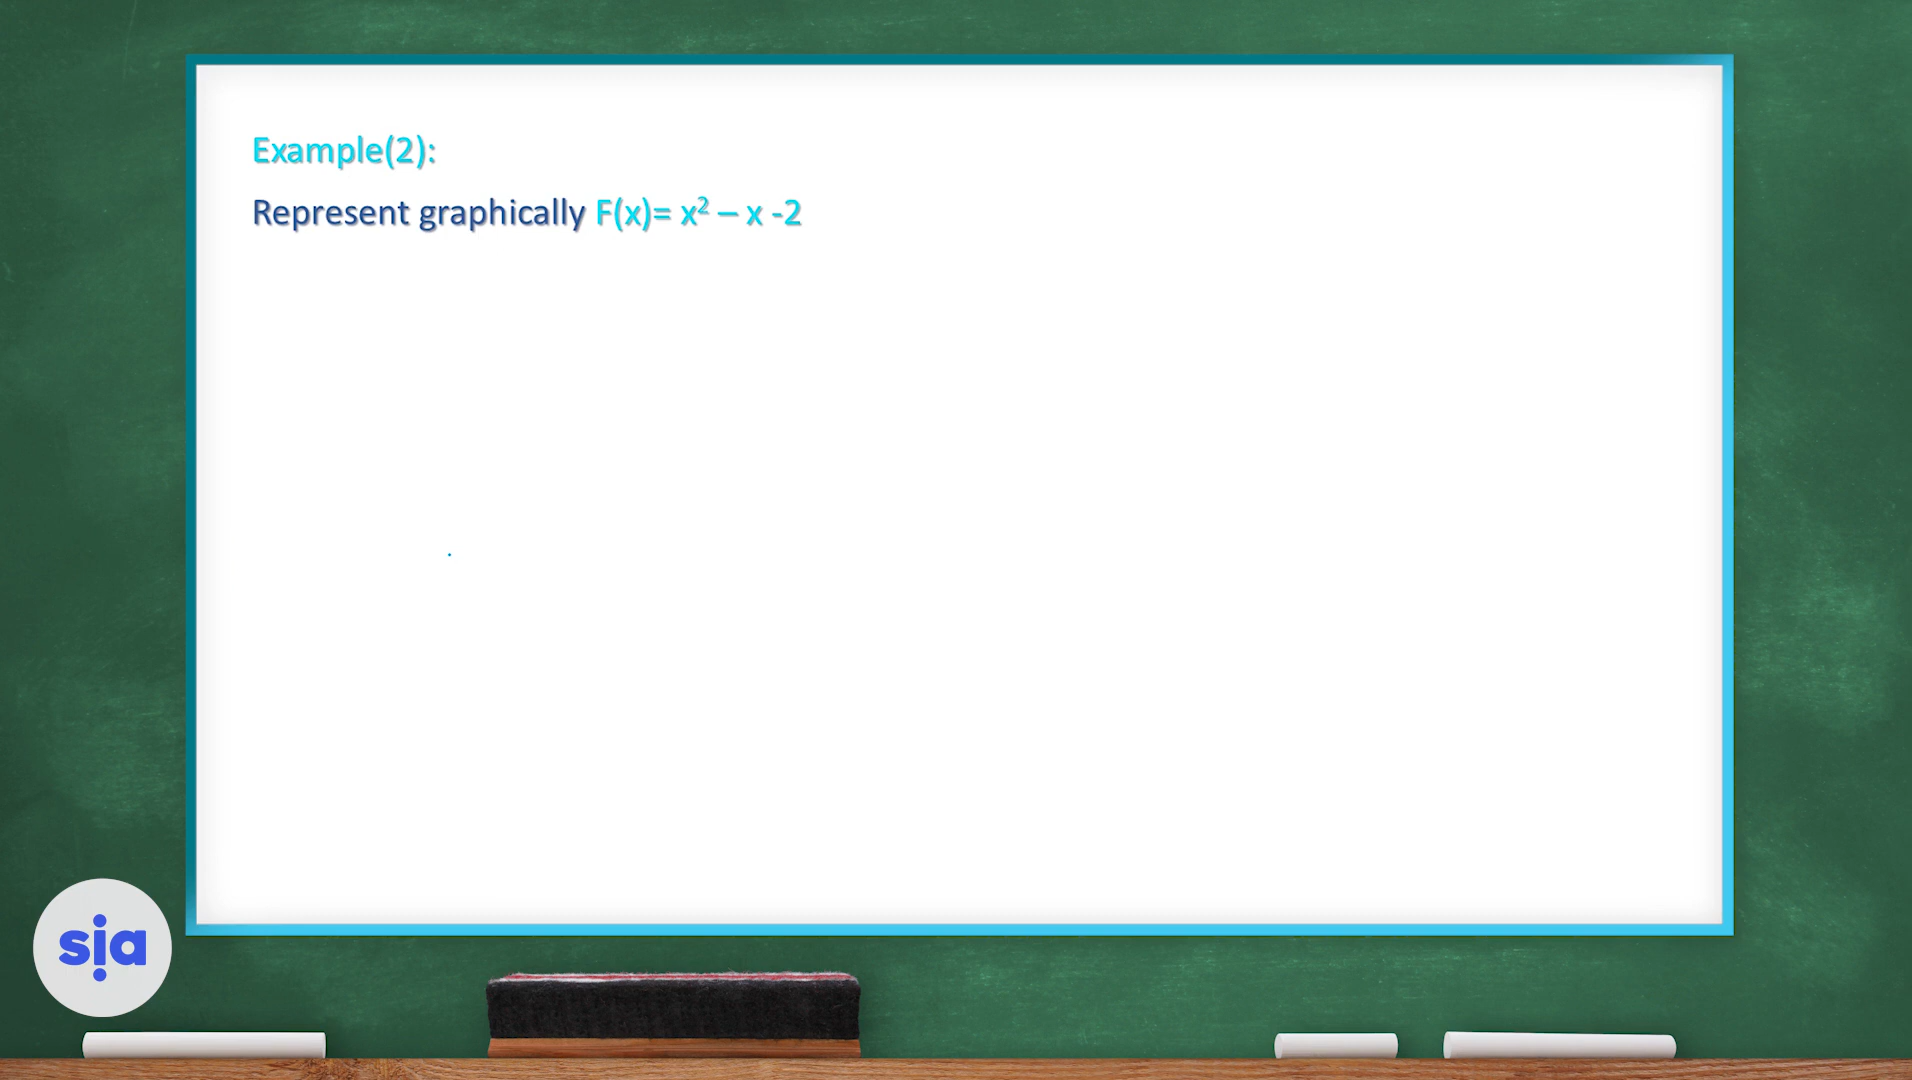 Example(2):
Represent graphically F(x)= x² – x -2
sia